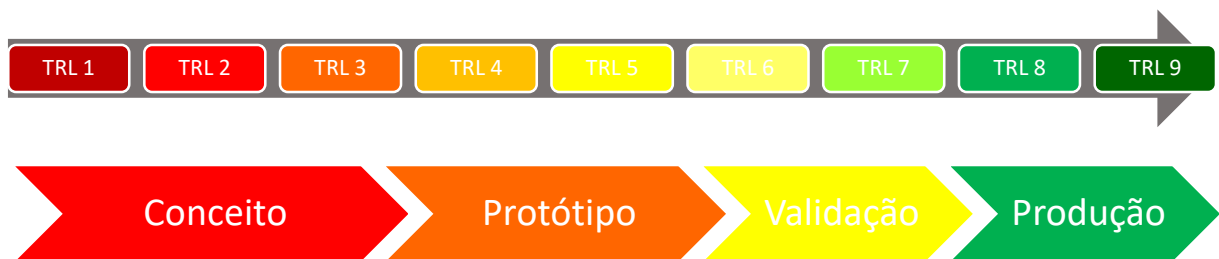 TRL 1 TRL 2 TRL 3 TRL 4 TRL 5 TRL 6 TRL 7 TRL 8 TRL 9
Conceito Protótipo Validação Produção